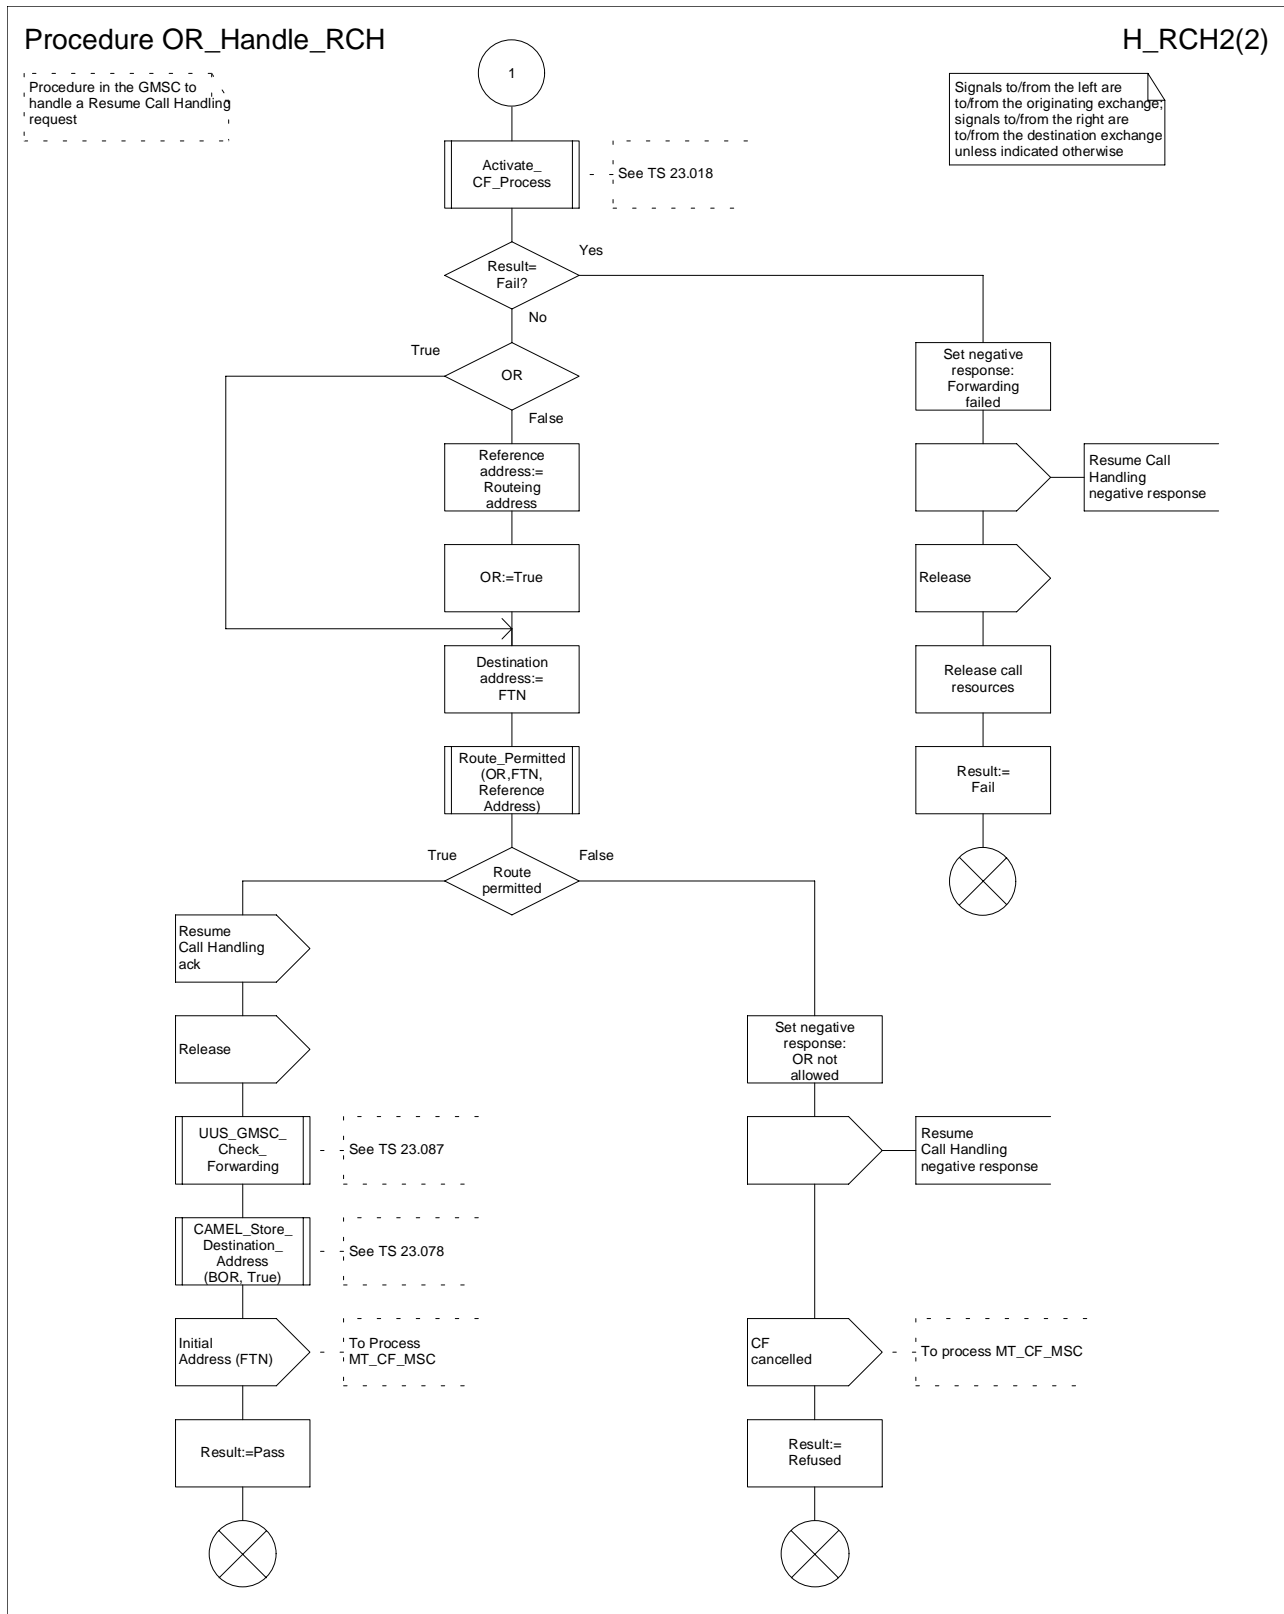 Procedure OR_Handle_RCH
H_RCH2(2)
Procedure in the GMSC to
handle a Resume Call Handling
request
1
Signals to/from the left are
to/from the originating exchange;
signals to/from the right are
to/from the destination exchange
unless indicated otherwise
Activate_
CF_Process
See TS 23.018
Result=
Fail?
Yes
No
True
OR
False
Set negative
response:
Forwarding
failed
Reference
address:=
Routeing
address
Resume Call
Handling
negative response
OR:=True
Release
Destination
address:=
FTN
Release call
resources
Route_Permitted
(OR,FTN,
Reference
Address)
Result:=
Fail
True
False
Route
permitted
Resume
Call Handling
ack
Release
Set negative
response:
OR not
allowed
UUS_GMSC_
Check_
Forwarding
See TS 23.087
Resume
Call Handling
negative response
CAMEL_Store_
Destination_
Address
(BOR, True)
See TS 23.078
Initial
Address (FTN)
To Process
MT_CF_MSC
CF
cancelled
To process MT_CF_MSC
Result:=Pass
Result:=
Refused